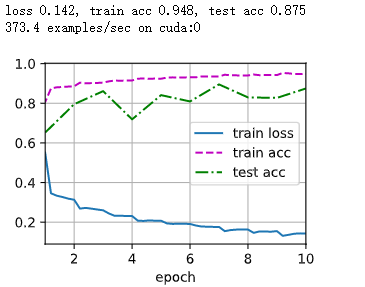 loss 0.142, train acc 0.948, test acc 0.875
373.4 examples/sec on cuda:0
1.0
0.8
0.6
0.4
0.2
train loss
train acc
test acc
2 4 6 8 10
epoch